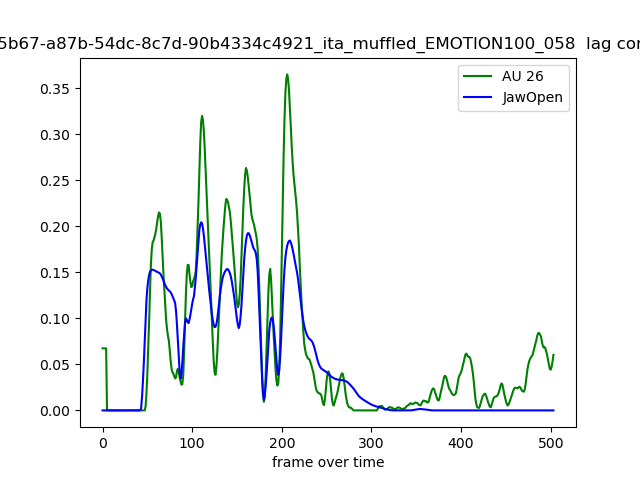 5b67-a87b-54dc-8c7d-90b4334c4921_ita_muffled_EMOTION100_058 lag cor
AU 26
JawOpen
0.35
0.30
0.25
0.20
0.15
0.10
0.05
0.00
0 100 200 300 400 500
frame over time